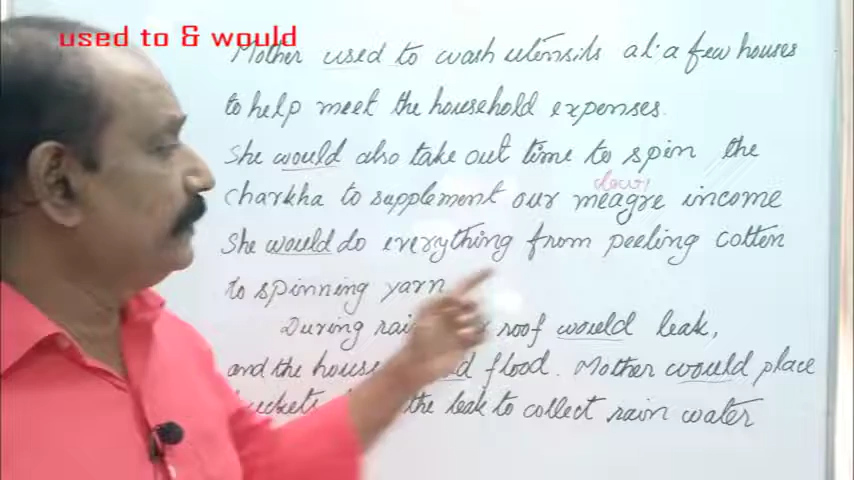 used to & would
Mother used to wash utensils at a few houses
to help meet the household expenses.
She would also take out time to spin the
charkha to supplement our meagre income
She would do everything from peeling cotton
to spinning yarn
During roof would leak,
and the flood. Mother would place
the leak to collect rain water